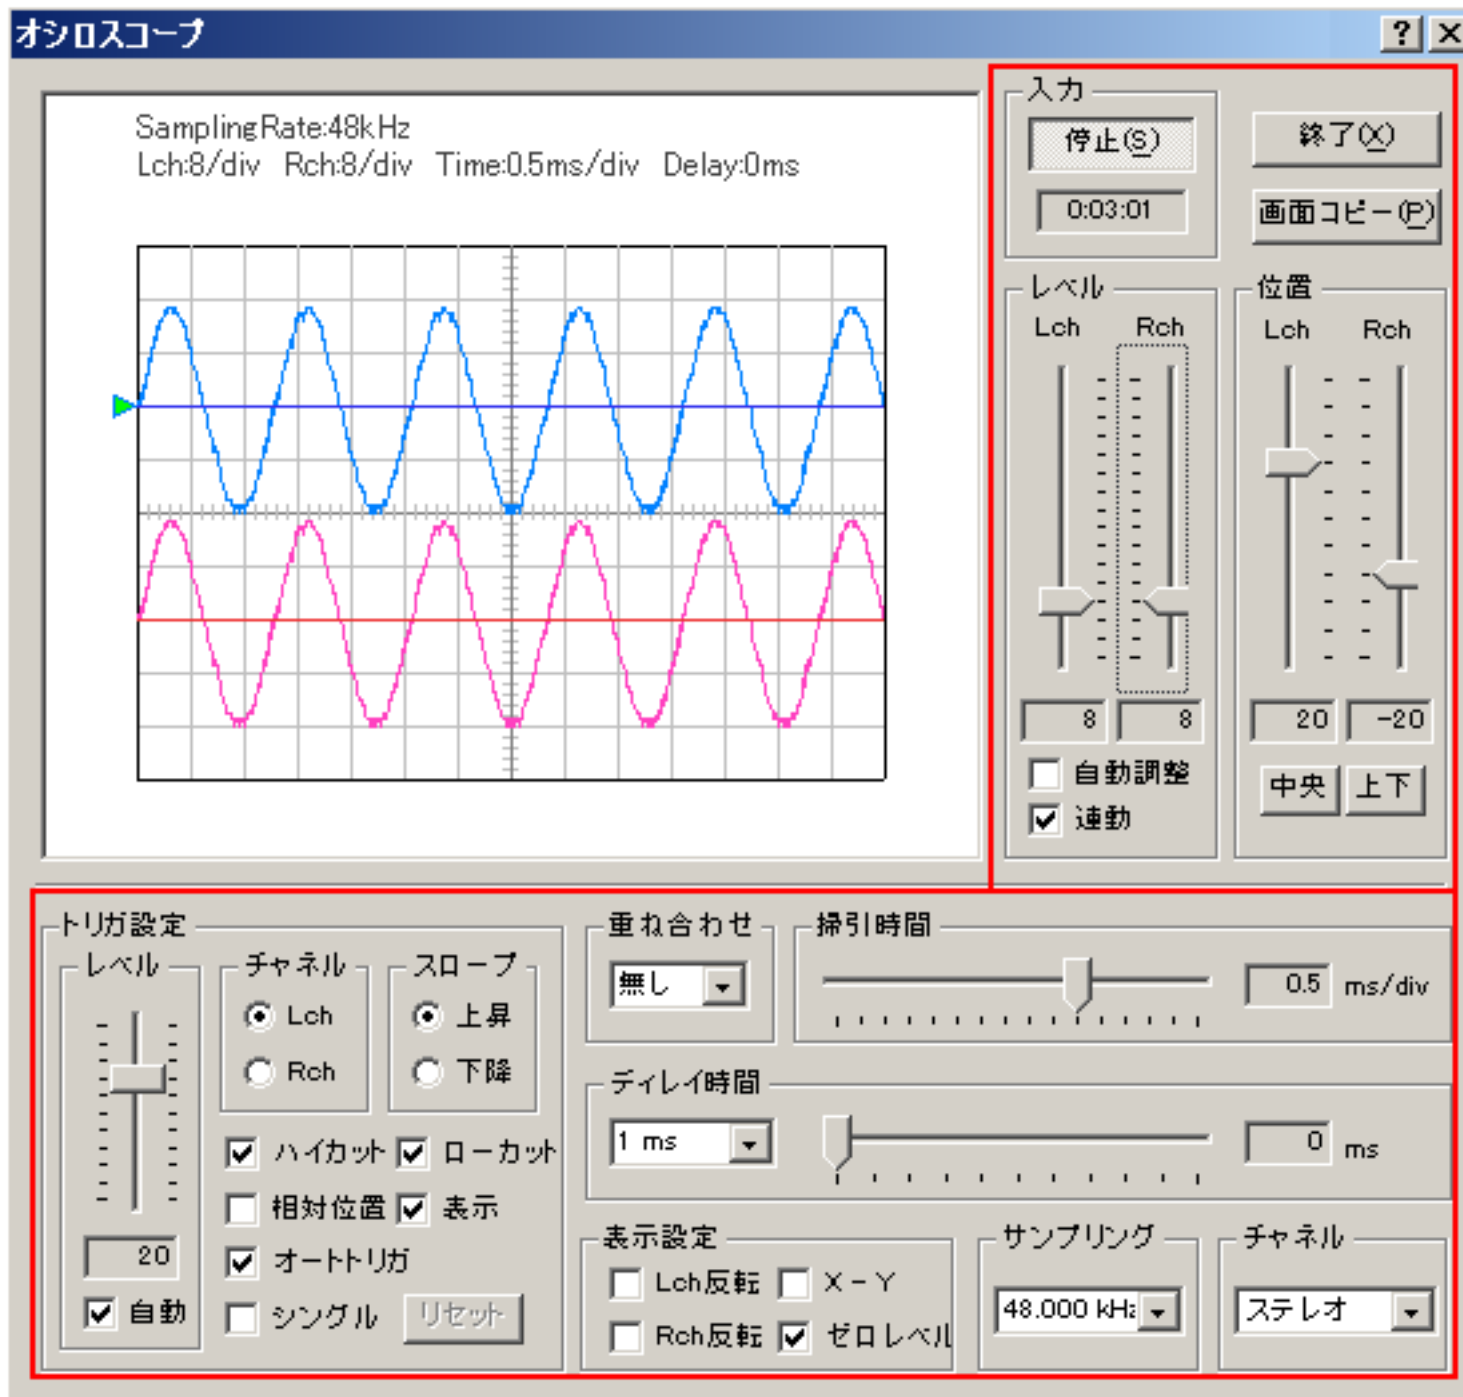 オシロスコープ
SamplingRate:48kHz
Lch:8/div Rch:8/div Time:0.5ms/div Delay:0ms
入力
停止(S)
0:03:01
終了(X)
画面コピー(P)
レベル
Lch Rch
8 8
自動調整
連動
位置
Lch Rch
20 -20
中央 上下
トリガ設定
レベル
20
自動
チャネル
Lch
Rch
スロープ
上昇
下降
ハイカット ローカット
相対位置 表示
オートトリガ
シングル リセット
重ね合わせ
無し
掃引時間
0.5 ms/div
ディレイ時間
1 ms
0 ms
表示設定
Lch反転 X-Y
Rch反転 ゼロレベル
サンプリング
48.000 kHz
チャネル
ステレオ